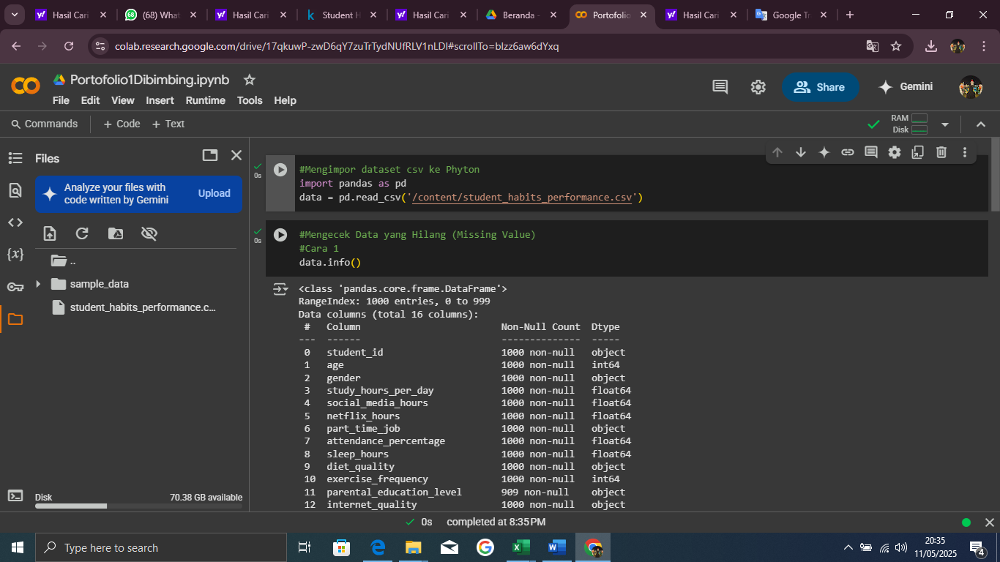 Hasil Cari
(68) What
Hasil Cari
Student H
Hasil Cari
Beranda -
Portofolio
Hasil Cari
Google Tr
colab.research.google.com/drive/17qkuwP-zwD6qY7zuTrTydNUfRLV1nLDI#scrollTo=blzz6aw6dYxq
Portofolio1Dibimbing.ipynb
File Edit View Insert Runtime Tools Help
Share
Gemini
Commands + Code + Text
RAM
Disk
Files
Analyze your files with
code written by Gemini
Upload
..
sample_data
student_habits_performance.c...
Disk 70.38 GB available
0s
#Mengimpor dataset csv ke Phyton
import pandas as pd
data = pd.read_csv('/content/student_habits_performance.csv')
0s
#Mengecek Data yang Hilang (Missing Value)
#Cara 1
data.info()
<class 'pandas.core.frame.DataFrame'>
RangeIndex: 1000 entries, 0 to 999
Data columns (total 16 columns):
# Column Non-Null Count Dtype
--- ------ -------------- -----
0 student_id 1000 non-null object
1 age 1000 non-null int64
2 gender 1000 non-null object
3 study_hours_per_day 1000 non-null float64
4 social_media_hours 1000 non-null float64
5 netflix_hours 1000 non-null float64
6 part_time_job 1000 non-null object
7 attendance_percentage 1000 non-null float64
8 sleep_hours 1000 non-null float64
9 diet_quality 1000 non-null object
10 exercise_frequency 1000 non-null int64
11 parental_education_level 909 non-null object
12 internet_quality 1000 non-null object
0s completed at 8:35 PM
Type here to search
20:35
11/05/2025
4